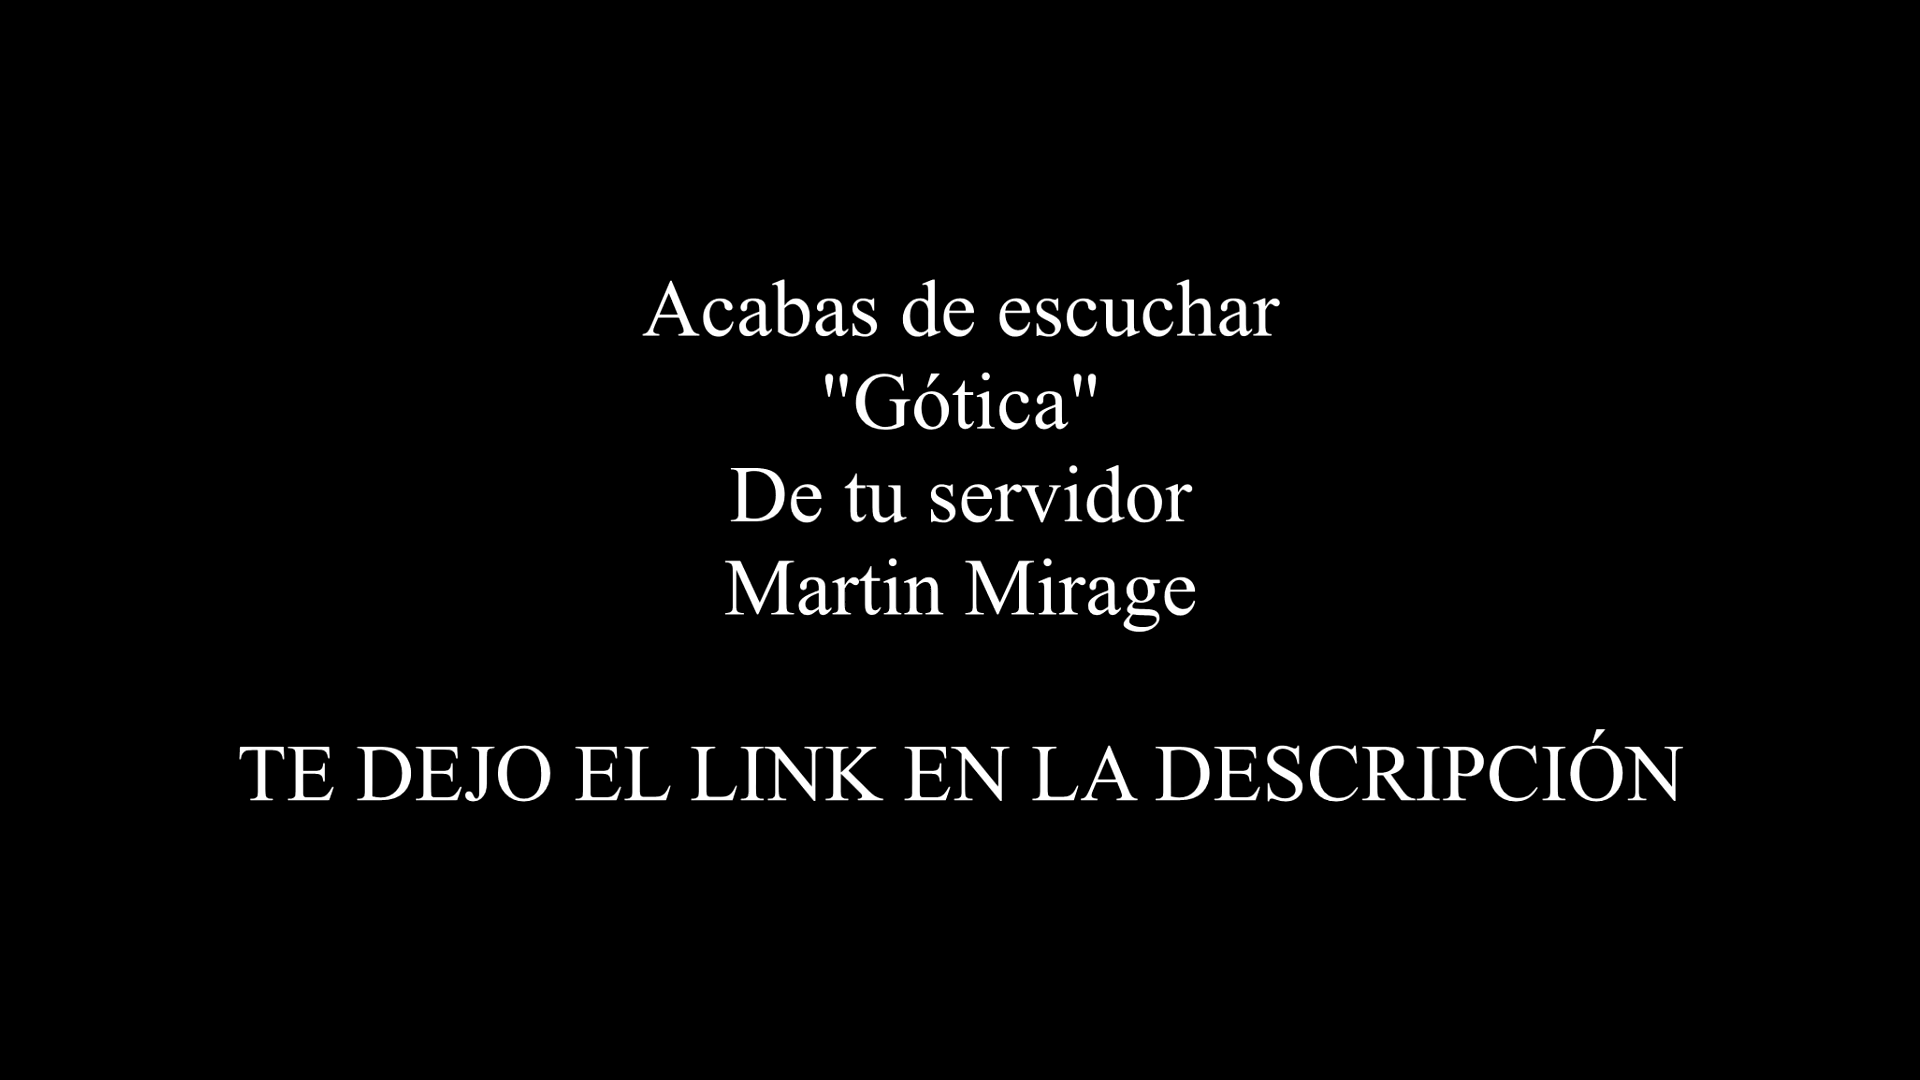 Acabas de escuchar
"Gótica"
De tu servidor
Martin Mirage
TE DEJO EL LINK EN LA DESCRIPCIÓN